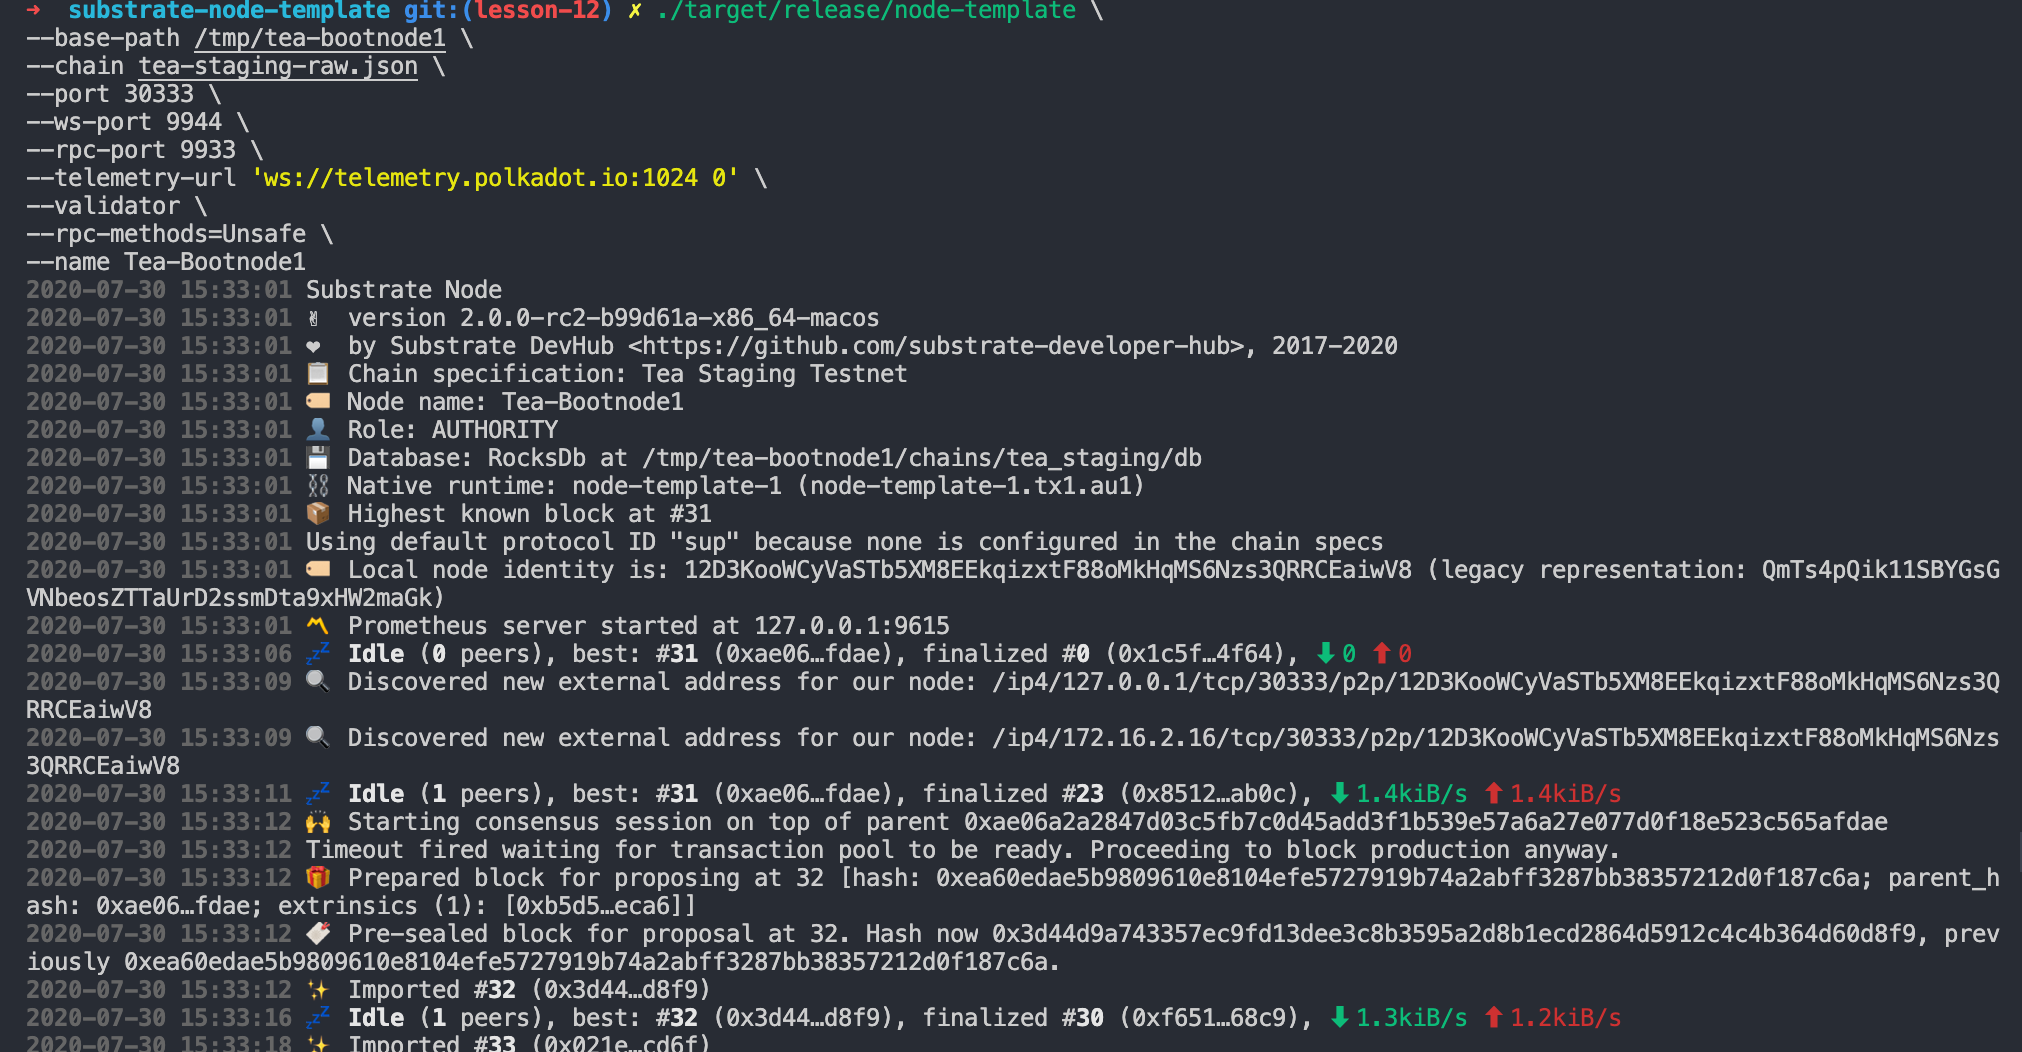 ➜  substrate-node-template git:(lesson-12) ✗ ./target/release/node-template \
--base-path /tmp/tea-bootnode1 \
--chain tea-staging-raw.json \
--port 30333 \
--ws-port 9944 \
--rpc-port 9933 \
--telemetry-url 'ws://telemetry.polkadot.io:1024 0' \
--validator \
--rpc-methods=Unsafe \
--name Tea-Bootnode1
2020-07-30 15:33:01 Substrate Node
2020-07-30 15:33:01 ✌  version 2.0.0-rc2-b99d61a-x86_64-macos
2020-07-30 15:33:01 ❤  by Substrate DevHub <https://github.com/substrate-developer-hub>, 2017-2020
2020-07-30 15:33:01 📋 Chain specification: Tea Staging Testnet
2020-07-30 15:33:01 🏷 Node name: Tea-Bootnode1
2020-07-30 15:33:01 👤 Role: AUTHORITY
2020-07-30 15:33:01 💾 Database: RocksDb at /tmp/tea-bootnode1/chains/tea_staging/db
2020-07-30 15:33:01 ⛓ Native runtime: node-template-1 (node-template-1.tx1.au1)
2020-07-30 15:33:01 📦 Highest known block at #31
2020-07-30 15:33:01 Using default protocol ID "sup" because none is configured in the chain specs
2020-07-30 15:33:01 🏷 Local node identity is: 12D3KooWCyVaSTb5XM8EEkqizxtF88oMkHqMS6Nzs3QRRCEaiwV8 (legacy representation: QmTs4pQik11SBYGsG
VNbeosZTTaUrD2ssmDta9xHW2maGk)
2020-07-30 15:33:01 〽 Prometheus server started at 127.0.0.1:9615
2020-07-30 15:33:06 💤 Idle (0 peers), best: #31 (0xae06…fdae), finalized #0 (0x1c5f…4f64), ⬇ 0 ⬆ 0
2020-07-30 15:33:09 🔍 Discovered new external address for our node: /ip4/127.0.0.1/tcp/30333/p2p/12D3KooWCyVaSTb5XM8EEkqizxtF88oMkHqMS6Nzs3Q
RRCEaiwV8
2020-07-30 15:33:09 🔍 Discovered new external address for our node: /ip4/172.16.2.16/tcp/30333/p2p/12D3KooWCyVaSTb5XM8EEkqizxtF88oMkHqMS6Nzs
3QRRCEaiwV8
2020-07-30 15:33:11 💤 Idle (1 peers), best: #31 (0xae06…fdae), finalized #23 (0x8512…ab0c), ⬇ 1.4kiB/s ⬆ 1.4kiB/s
2020-07-30 15:33:12 🙌 Starting consensus session on top of parent 0xae06a2a2847d03c5fb7c0d45add3f1b539e57a6a27e077d0f18e523c565afdae
2020-07-30 15:33:12 Timeout fired waiting for transaction pool to be ready. Proceeding to block production anyway.
2020-07-30 15:33:12 🎁 Prepared block for proposing at 32 [hash: 0xea60edae5b9809610e8104efe5727919b74a2abff3287bb38357212d0f187c6a; parent_h
ash: 0xae06…fdae; extrinsics (1): [0xb5d5…eca6]]
2020-07-30 15:33:12 🔖 Pre-sealed block for proposal at 32. Hash now 0x3d44d9a743357ec9fd13dee3c8b3595a2d8b1ecd2864d5912c4c4b364d60d8f9, prev
iously 0xea60edae5b9809610e8104efe5727919b74a2abff3287bb38357212d0f187c6a.
2020-07-30 15:33:12 ✨ Imported #32 (0x3d44…d8f9)
2020-07-30 15:33:16 💤 Idle (1 peers), best: #32 (0x3d44…d8f9), finalized #30 (0xf651…68c9), ⬇ 1.3kiB/s ⬆ 1.2kiB/s
2020-07-30 15:33:18 ✨ Imported #33 (0x021e…cd6f)